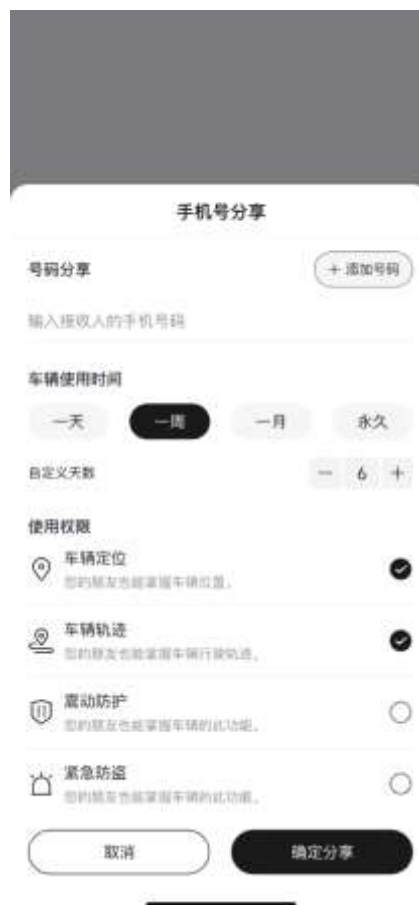 手机号分享
号码分享
+ 添加号码
输入接收人的手机号码
车辆使用时间
一天 一周 一月 永久
自定义天数 — 6 +
使用权限
车辆定位
您的朋友也能掌握车辆位置。
车辆轨迹
您的朋友也能掌握车辆行驶轨迹。
震动防护
您的朋友也能掌握车辆的此功能。
紧急防盗
您的朋友也能掌握车辆的此功能。
取消 确定分享